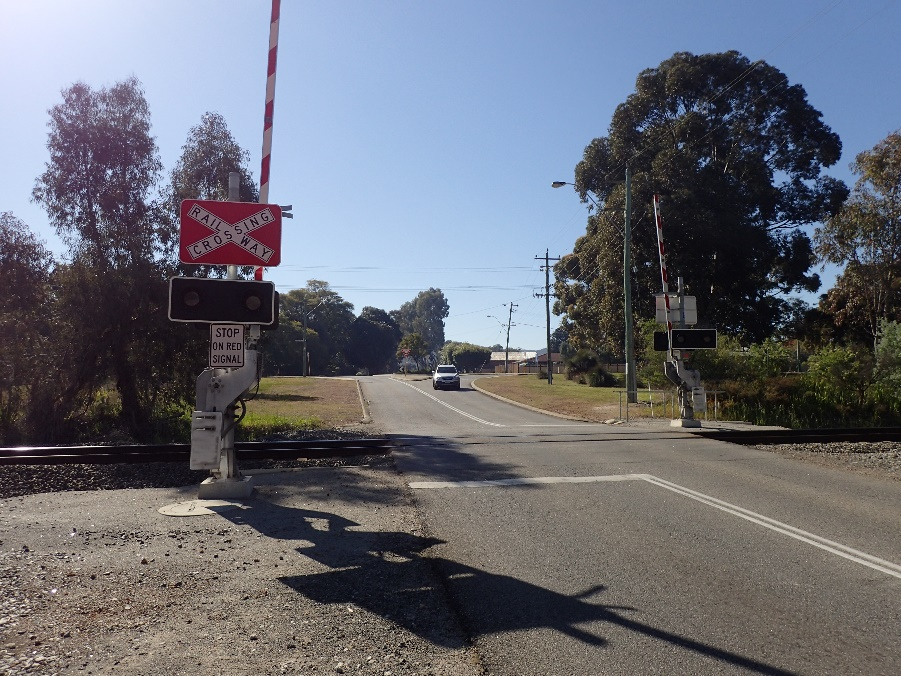 RAILWAY
CROSSING
STOP
ON RED
SIGNAL